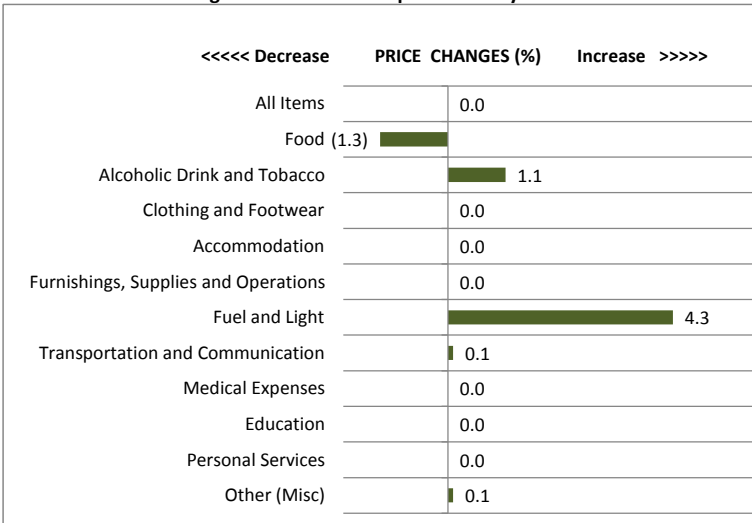 <<<<< Decrease PRICE CHANGES (%) Increase >>>>>
All Items 0.0
Food (1.3)
Alcoholic Drink and Tobacco 1.1
Clothing and Footwear 0.0
Accommodation 0.0
Furnishings, Supplies and Operations 0.0
Fuel and Light 4.3
Transportation and Communication 0.1
Medical Expenses 0.0
Education 0.0
Personal Services 0.0
Other (Misc) 0.1